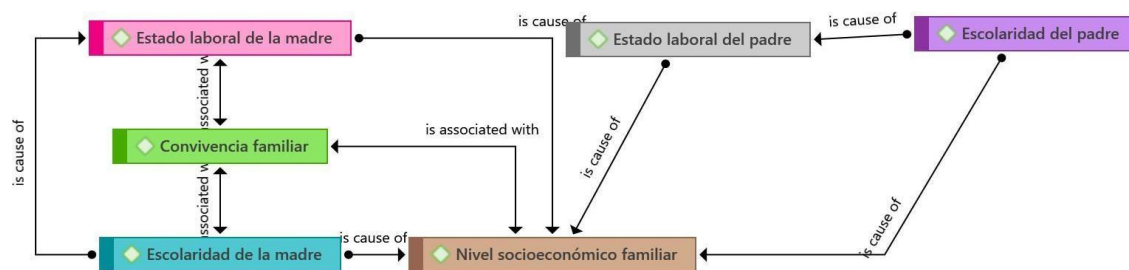 is cause of
is cause of
Estado laboral de la madre
Estado laboral del padre
Escolaridad del padre
associated w
is cause of
is associated with
is cause of
Convivencia familiar
associated w
is cause of
is cause of
Escolaridad de la madre
Nivel socioeconómico familiar